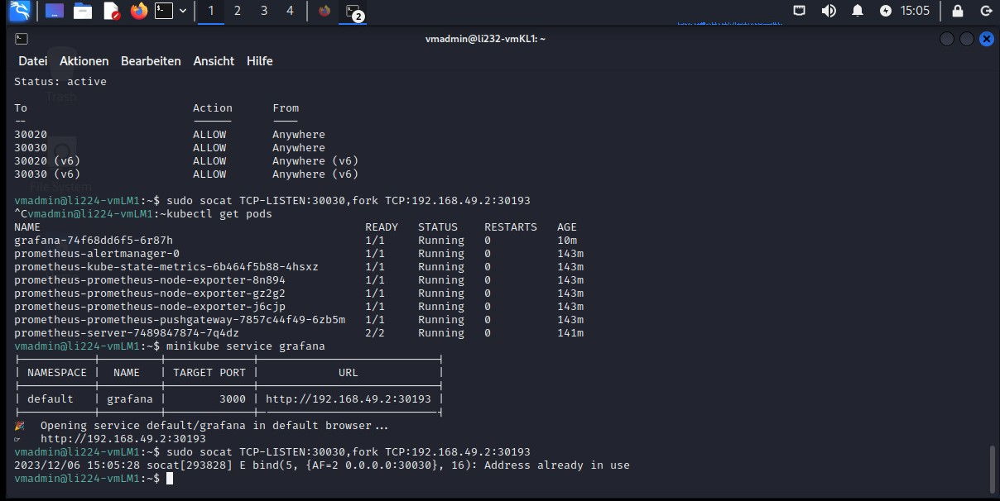 1 2 3 4 2 15:05
vmadmin@li232-vmKL1: ~
Datei Aktionen Bearbeiten Ansicht Hilfe
Status: active
Trash
To Action From
-- ------ ----
30020 ALLOW Anywhere
30030 ALLOW Anywhere
30020 (v6) ALLOW Anywhere (v6)
30030 (v6) ALLOW Anywhere (v6)
File System
vmadmin@li224-vmLM1:~$ sudo socat TCP-LISTEN:30030,fork TCP:192.168.49.2:30193
^Cvmadmin@li224-vmLM1:~kubectl get pods
NAME READY STATUS RESTARTS AGE
grafana-74f68dd6f5-6r87h 1/1 Running 0 10m
prometheus-alertmanager-0 1/1 Running 0 143m
prometheus-kube-state-metrics-6b464f5b88-4hsxz 1/1 Running 0 143m
prometheus-prometheus-node-exporter-8n894 1/1 Running 0 143m
prometheus-prometheus-node-exporter-gz2g2 1/1 Running 0 143m
prometheus-prometheus-node-exporter-j6cjp 1/1 Running 0 143m
prometheus-prometheus-pushgateway-7857c44f49-6zb5m 1/1 Running 0 143m
prometheus-server-7489847874-7q4dz 2/2 Running 0 141m
vmadmin@li224-vmLM1:~$ minikube service grafana
| NAMESPACE | NAME | TARGET PORT | URL |
| default | grafana | 3000 | http://192.168.49.2:30193 |
🎉 Opening service default/grafana in default browser...
👉 http://192.168.49.2:30193
vmadmin@li224-vmLM1:~$ sudo socat TCP-LISTEN:30030,fork TCP:192.168.49.2:30193
2023/12/06 15:05:28 socat[293828] E bind(5, {AF=2 0.0.0.0:30030}, 16): Address already in use
vmadmin@li224-vmLM1:~$